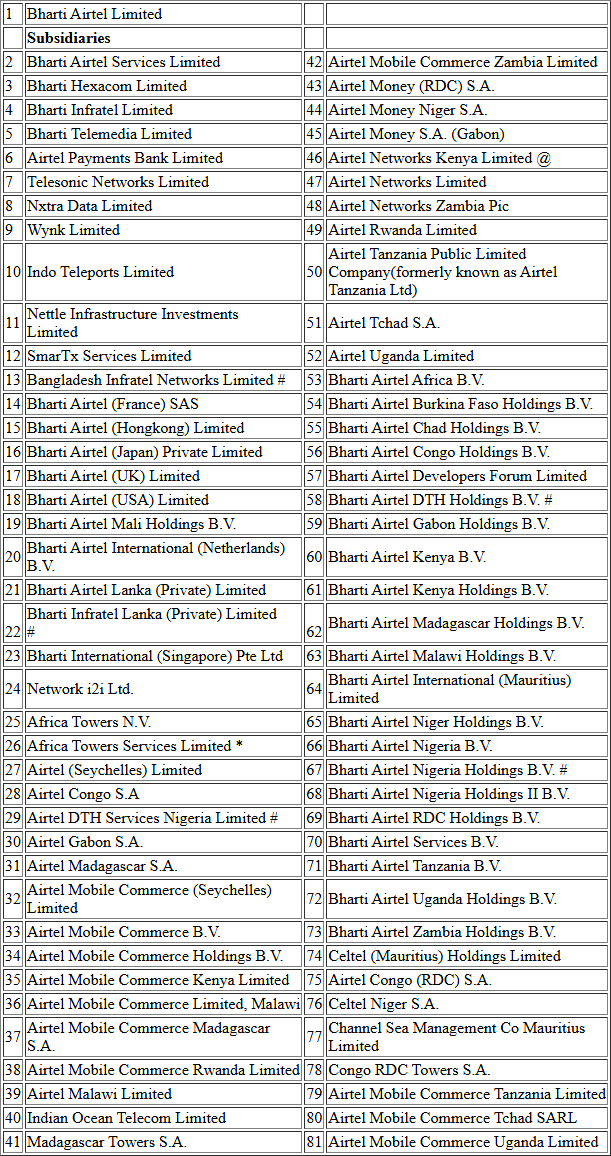 1 Bharti Airtel Limited
Subsidiaries
2 Bharti Airtel Services Limited 42 Airtel Mobile Commerce Zambia Limited
3 Bharti Hexacom Limited 43 Airtel Money (RDC) S.A.
4 Bharti Infratel Limited 44 Airtel Money Niger S.A.
5 Bharti Telemedia Limited 45 Airtel Money S.A. (Gabon)
6 Airtel Payments Bank Limited 46 Airtel Networks Kenya Limited @
7 Telesonic Networks Limited 47 Airtel Networks Limited
8 Nxtra Data Limited 48 Airtel Networks Zambia Pic
9 Wynk Limited 49 Airtel Rwanda Limited
10 Indo Teleports Limited 50 Airtel Tanzania Public Limited
Company(formerly known as Airtel
Tanzania Ltd)
11 Nettle Infrastructure Investments
Limited 51 Airtel Tchad S.A.
12 SmarTx Services Limited 52 Airtel Uganda Limited
13 Bangladesh Infratel Networks Limited # 53 Bharti Airtel Africa B.V.
14 Bharti Airtel (France) SAS 54 Bharti Airtel Burkina Faso Holdings B.V.
15 Bharti Airtel (Hongkong) Limited 55 Bharti Airtel Chad Holdings B.V.
16 Bharti Airtel (Japan) Private Limited 56 Bharti Airtel Congo Holdings B.V.
17 Bharti Airtel (UK) Limited 57 Bharti Airtel Developers Forum Limited
18 Bharti Airtel (USA) Limited 58 Bharti Airtel DTH Holdings B.V. #
19 Bharti Airtel Mali Holdings B.V. 59 Bharti Airtel Gabon Holdings B.V.
20 Bharti Airtel International (Netherlands)
B.V. 60 Bharti Airtel Kenya B.V.
21 Bharti Airtel Lanka (Private) Limited 61 Bharti Airtel Kenya Holdings B.V.
22 Bharti Infratel Lanka (Private) Limited
# 62 Bharti Airtel Madagascar Holdings B.V.
23 Bharti International (Singapore) Pte Ltd 63 Bharti Airtel Malawi Holdings B.V.
24 Network i2i Ltd. 64 Bharti Airtel International (Mauritius)
Limited
25 Africa Towers N.V. 65 Bharti Airtel Niger Holdings B.V.
26 Africa Towers Services Limited * 66 Bharti Airtel Nigeria B.V.
27 Airtel (Seychelles) Limited 67 Bharti Airtel Nigeria Holdings B.V. #
28 Airtel Congo S.A 68 Bharti Airtel Nigeria Holdings II B.V.
29 Airtel DTH Services Nigeria Limited # 69 Bharti Airtel RDC Holdings B.V.
30 Airtel Gabon S.A. 70 Bharti Airtel Services B.V.
31 Airtel Madagascar S.A. 71 Bharti Airtel Tanzania B.V.
32 Airtel Mobile Commerce (Seychelles)
Limited 72 Bharti Airtel Uganda Holdings B.V.
33 Airtel Mobile Commerce B.V. 73 Bharti Airtel Zambia Holdings B.V.
34 Airtel Mobile Commerce Holdings B.V. 74 Celtel (Mauritius) Holdings Limited
35 Airtel Mobile Commerce Kenya Limited 75 Airtel Congo (RDC) S.A.
36 Airtel Mobile Commerce Limited, Malawi 76 Celtel Niger S.A.
37 Airtel Mobile Commerce Madagascar
S.A. 77 Channel Sea Management Co Mauritius
Limited
38 Airtel Mobile Commerce Rwanda Limited 78 Congo RDC Towers S.A.
39 Airtel Malawi Limited 79 Airtel Mobile Commerce Tanzania Limited
40 Indian Ocean Telecom Limited 80 Airtel Mobile Commerce Tchad SARL
41 Madagascar Towers S.A. 81 Airtel Mobile Commerce Uganda Limited